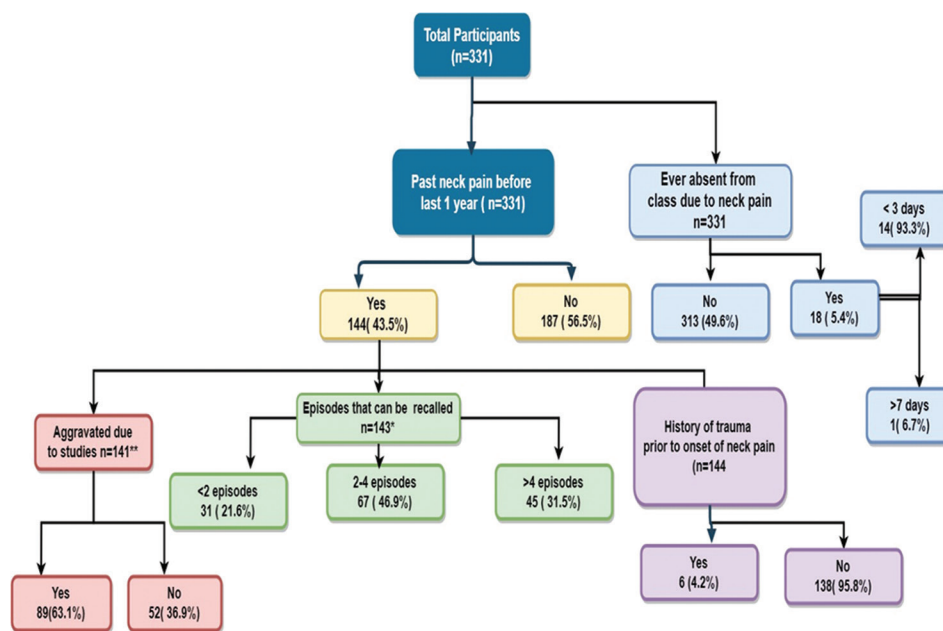 Total Participants
(n=331)
Past neck pain before
last 1 year ( n=331)
Ever absent from
class due to neck pain
n=331
< 3 days
14( 93.3%)
Yes
144( 43.5%)
No
187 ( 56.5%)
No
313 (49.6%)
Yes
18 ( 5.4%)
>7 days
1( 6.7%)
Aggravated due
to studies n=141**
Episodes that can be recalled
n=143*
History of trauma
prior to onset of neck pain
(n=144
<2 episodes
31 ( 21.6%)
2-4 episodes
67 ( 46.9%)
>4 episodes
45 ( 31.5%)
Yes
89(63.1%)
No
52( 36.9%)
Yes
6 (4.2%)
No
138( 95.8%)